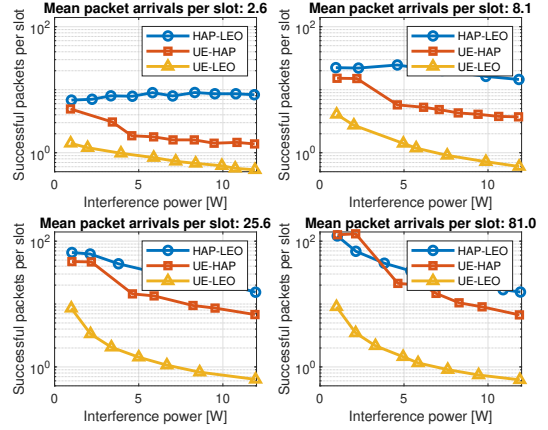 Mean packet arrivals per slot: 2.6
Successful packets per slot
10^2
10^0
HAP-LEO
UE-HAP
UE-LEO
0 5 10
Interference power [W]
Mean packet arrivals per slot: 8.1
Successful packets per slot
10^2
10^0
HAP-LEO
UE-HAP
UE-LEO
0 5 10
Interference power [W]
Mean packet arrivals per slot: 25.6
Successful packets per slot
10^2
10^0
HAP-LEO
UE-HAP
UE-LEO
0 5 10
Interference power [W]
Mean packet arrivals per slot: 81.0
Successful packets per slot
10^2
10^0
HAP-LEO
UE-HAP
UE-LEO
0 5 10
Interference power [W]